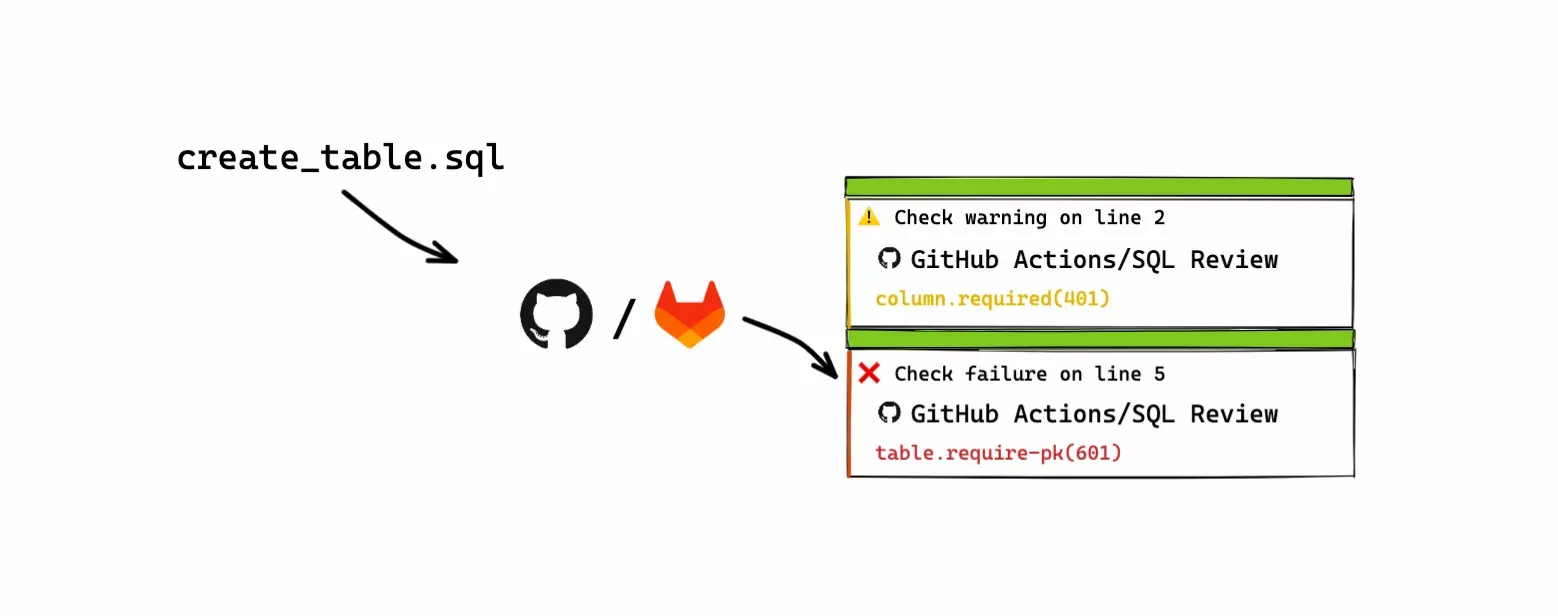 create_table.sql
/
⚠️ Check warning on line 2
GitHub Actions/SQL Review
column.required(401)
❌ Check failure on line 5
GitHub Actions/SQL Review
table.require-pk(601)